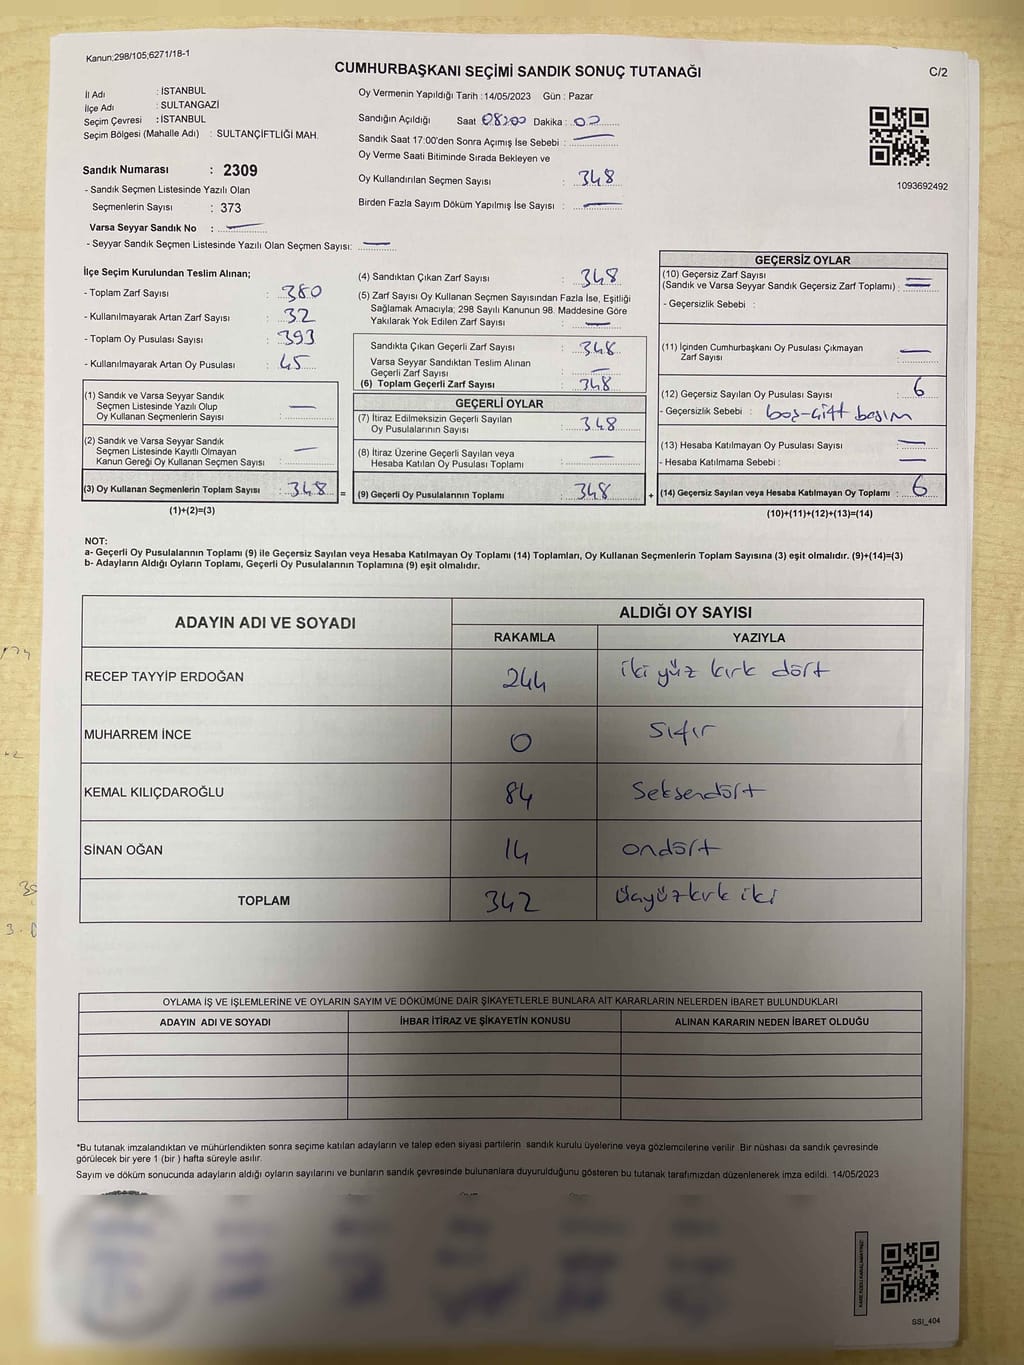 Kanun;298/105;6271/18-1
CUMHURBAŞKANI SEÇİMİ SANDIK SONUÇ TUTANAĞI
C/2
İl Adı : İSTANBUL
İlçe Adı : SULTANGAZİ
Seçim Çevresi : İSTANBUL
Seçim Bölgesi (Mahalle Adı) : SULTANÇİFTLİĞİ MAH.
Sandık Numarası : 2309
- Sandık Seçmen Listesinde Yazılı Olan
Seçmenlerin Sayısı : 373
Varsa Seyyar Sandık No :
- Seyyar Sandık Seçmen Listesinde Yazılı Olan Seçmen Sayısı:
Oy Vermenin Yapıldığı Tarih : 14/05/2023 Gün : Pazar
Sandığın Açıldığı Saat 08:00 Dakika : 00
Sandık Saat 17:00'den Sonra Açımış İse Sebebi :
Oy Verme Saati Bitiminde Sırada Bekleyen ve
Oy Kullandırılan Seçmen Sayısı : 348
Birden Fazla Sayım Döküm Yapılmış İse Sayısı :
1093692492
İlçe Seçim Kurulundan Teslim Alınan;
- Toplam Zarf Sayısı : 380
- Kullanılmayarak Artan Zarf Sayısı : 32
- Toplam Oy Pusulası Sayısı : 393
- Kullanılmayarak Artan Oy Pusulası : 45
(1) Sandık ve Varsa Seyyar Sandık
Seçmen Listesinde Yazılı Olup
Oy Kullanan Seçmenlerin Sayısı :
(2) Sandık ve Varsa Seyyar Sandık
Seçmen Listesinde Kayıtlı Olmayan
Kanun Gereği Oy Kullanan Seçmen Sayısı :
(3) Oy Kullanan Seçmenlerin Toplam Sayısı : 348 =
(1)+(2)=(3)
(4) Sandıktan Çıkan Zarf Sayısı : 348
(5) Zarf Sayısı Oy Kullanan Seçmen Sayısından Fazla İse, Eşitliği
Sağlamak Amacıyla; 298 Sayılı Kanunun 98. Maddesine Göre
Yakılarak Yok Edilen Zarf Sayısı :
Sandıkta Çıkan Geçerli Zarf Sayısı : 348
Varsa Seyyar Sandıktan Teslim Alınan
Geçerli Zarf Sayısı :
(6) Toplam Geçerli Zarf Sayısı : 348
GEÇERLİ OYLAR
(7) İtiraz Edilmeksizin Geçerli Sayılan
Oy Pusulalarının Sayısı : 348
(8) İtiraz Üzerine Geçerli Sayılan veya
Hesaba Katılan Oy Pusulası Toplamı :
(9) Geçerli Oy Pusulalarının Toplamı : 348 +
GEÇERSİZ OYLAR
(10) Geçersiz Zarf Sayısı
(Sandık ve Varsa Seyyar Sandık Geçersiz Zarf Toplamı) :
- Geçersizlik Sebebi :
(11) İçinden Cumhurbaşkanı Oy Pusulası Çıkmayan
Zarf Sayısı :
(12) Geçersiz Sayılan Oy Pusulası Sayısı : 6
- Geçersizlik Sebebi : boş-çift basım
(13) Hesaba Katılmayan Oy Pusulası Sayısı :
- Hesaba Katılmama Sebebi :
(14) Geçersiz Sayılan veya Hesaba Katılmayan Oy Toplamı : 6
(10)+(11)+(12)+(13)=(14)
NOT:
a- Geçerli Oy Pusulalarının Toplamı (9) ile Geçersiz Sayılan veya Hesaba Katılmayan Oy Toplamı (14) Toplamları, Oy Kullanan Seçmenlerin Toplam Sayısına (3) eşit olmalıdır. (9)+(14)=(3)
b- Adayların Aldığı Oyların Toplamı, Geçerli Oy Pusulalarının Toplamına (9) eşit olmalıdır.
ADAYIN ADI VE SOYADI
ALDIĞI OY SAYISI
RAKAMLA YAZIYLA
RECEP TAYYİP ERDOĞAN 244 iki yüz kırk dört
MUHARREM İNCE 0 Sıfır
KEMAL KILIÇDAROĞLU 84 Seksendört
SİNAN OĞAN 14 ondört
TOPLAM 342 Üçyüzkırk iki
OYLAMA İŞ VE İŞLEMLERİNE VE OYLARIN SAYIM VE DÖKÜMÜNE DAİR ŞİKAYETLERLE BUNLARA AİT KARARLARIN NELERDEN İBARET BULUNDUKLARI
ADAYIN ADI VE SOYADI İHBAR İTİRAZ VE ŞİKAYETİN KONUSU ALINAN KARARIN NEDEN İBARET OLDUĞU
*Bu tutanak imzalandıktan ve mühürlendikten sonra seçime katılan adayların ve talep eden siyasi partilerin sandık kurulu üyelerine veya gözlemcilerine verilir. Bir nüshası da sandık çevresinde
görülecek bir yere 1 (bir ) hafta süreyle asılır.
Sayım ve döküm sonucunda adayların aldığı oyların sayılarını ve bunların sandık çevresinde bulunanlara duyurulduğunu gösteren bu tutanak tarafımızdan düzenlenerek imza edildi. 14/05/2023
SSI_404